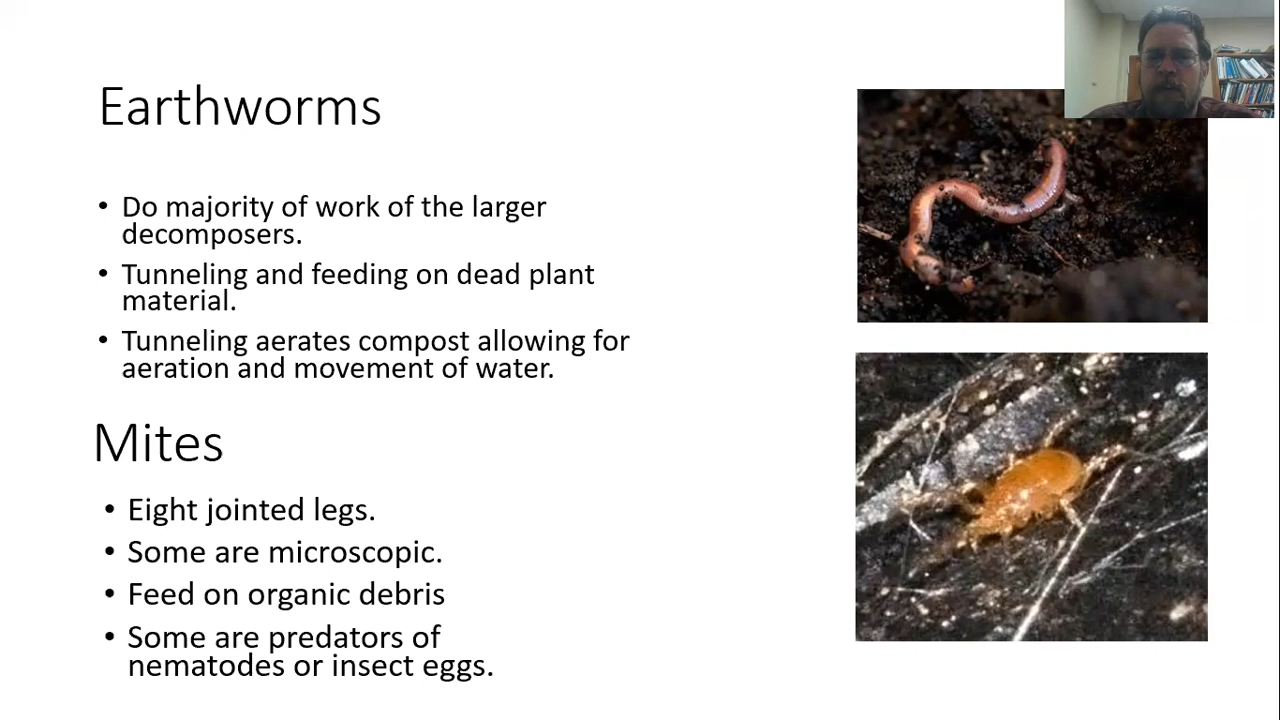 Earthworms
• Do majority of work of the larger
decomposers.
• Tunneling and feeding on dead plant
material.
• Tunneling aerates compost allowing for
aeration and movement of water.
Mites
• Eight jointed legs.
• Some are microscopic.
• Feed on organic debris
• Some are predators of
nematodes or insect eggs.